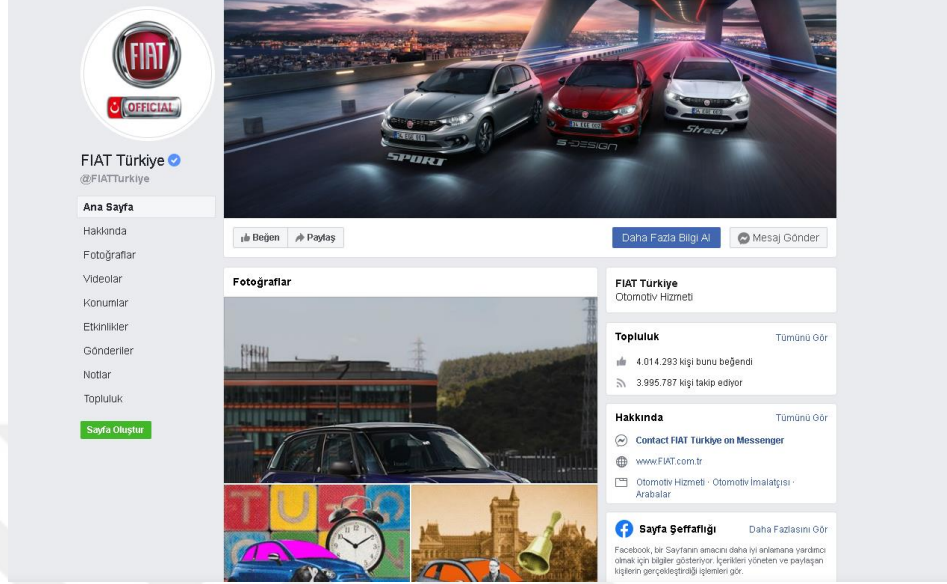 FIAT
OFFICIAL
FIAT Türkiye
@FIATTurkiye
Ana Sayfa
Hakkında
Fotoğraflar
Videolar
Konumlar
Etkinlikler
Gönderiler
Notlar
Topluluk
Sayfa Oluştur
SPORT
S-DESIGN
Street
Beğen
Paylaş
Daha Fazla Bilgi Al
Mesaj Gönder
Fotoğraflar
TUTO
FIAT Türkiye
Otomotiv Hizmeti
Topluluk
Tümünü Gör
4.014.293 kişi bunu beğendi
3.995.787 kişi takip ediyor
Hakkında
Tümünü Gör
Contact FIAT Türkiye on Messenger
www.FIAT.com.tr
Otomotiv Hizmeti · Otomotiv İmalatçısı ·
Arabalar
Sayfa Şeffaflığı
Daha Fazlasını Gör
Facebook, bir Sayfanın amacını daha iyi anlamana yardımcı
olmak için bilgiler gösteriyor. İçerikleri yöneten ve paylaşan
kişilerin gerçekleştirdiği işlemleri gör.